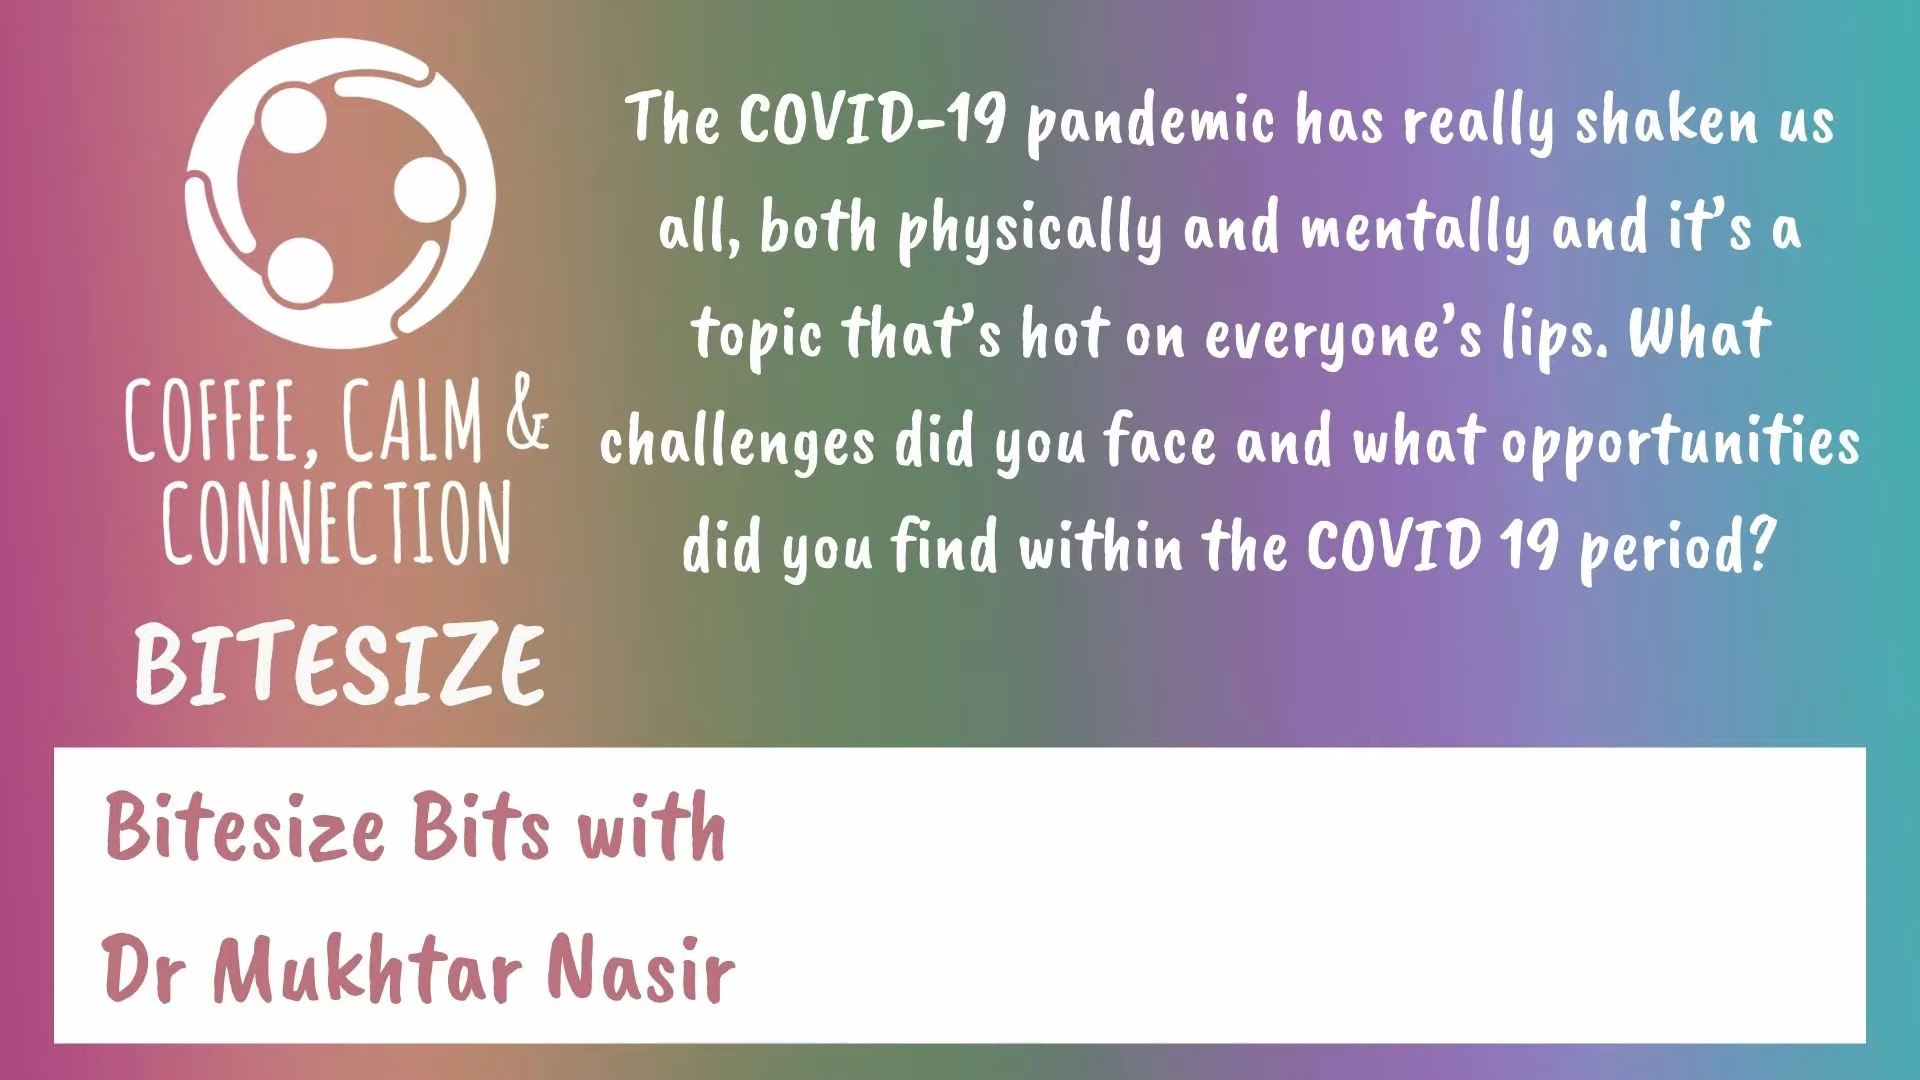 COFFEE, CALM &
CONNECTION
BITESIZE
The COVID-19 pandemic has really shaken us
all, both physically and mentally and it's a
topic that's hot on everyone's lips. What
challenges did you face and what opportunities
did you find within the COVID 19 period?
Bitesize Bits with
Dr Mukhtar Nasir